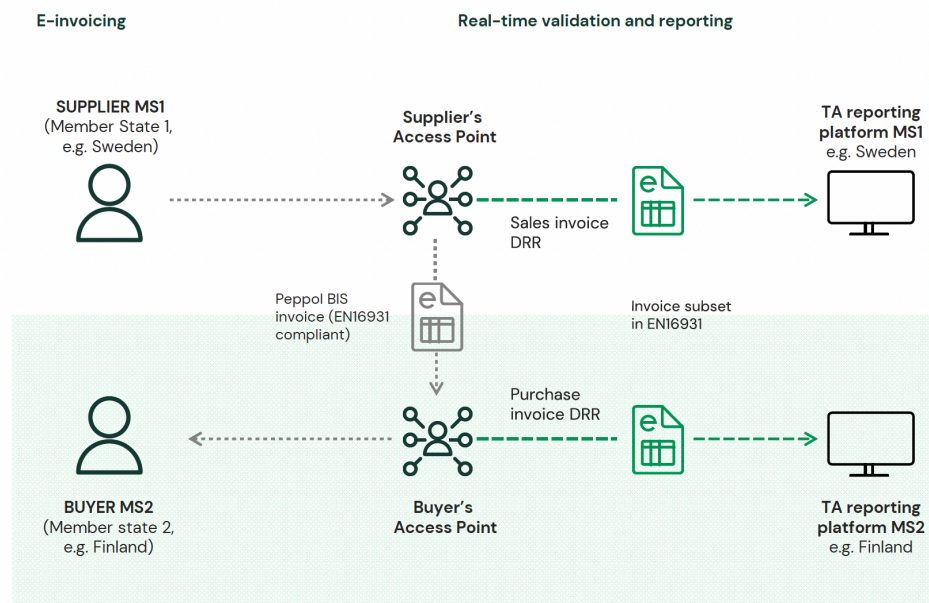 E-invoicing
Real-time validation and reporting
SUPPLIER MS1
(Member State 1,
e.g. Sweden)
Supplier's
Access Point
TA reporting
platform MS1
e.g. Sweden
Sales invoice
DRR
Peppol BIS
invoice (EN16931
compliant)
Invoice subset
in EN16931
Purchase
invoice DRR
BUYER MS2
(Member state 2,
e.g. Finland)
Buyer's
Access Point
TA reporting
platform MS2
e.g. Finland